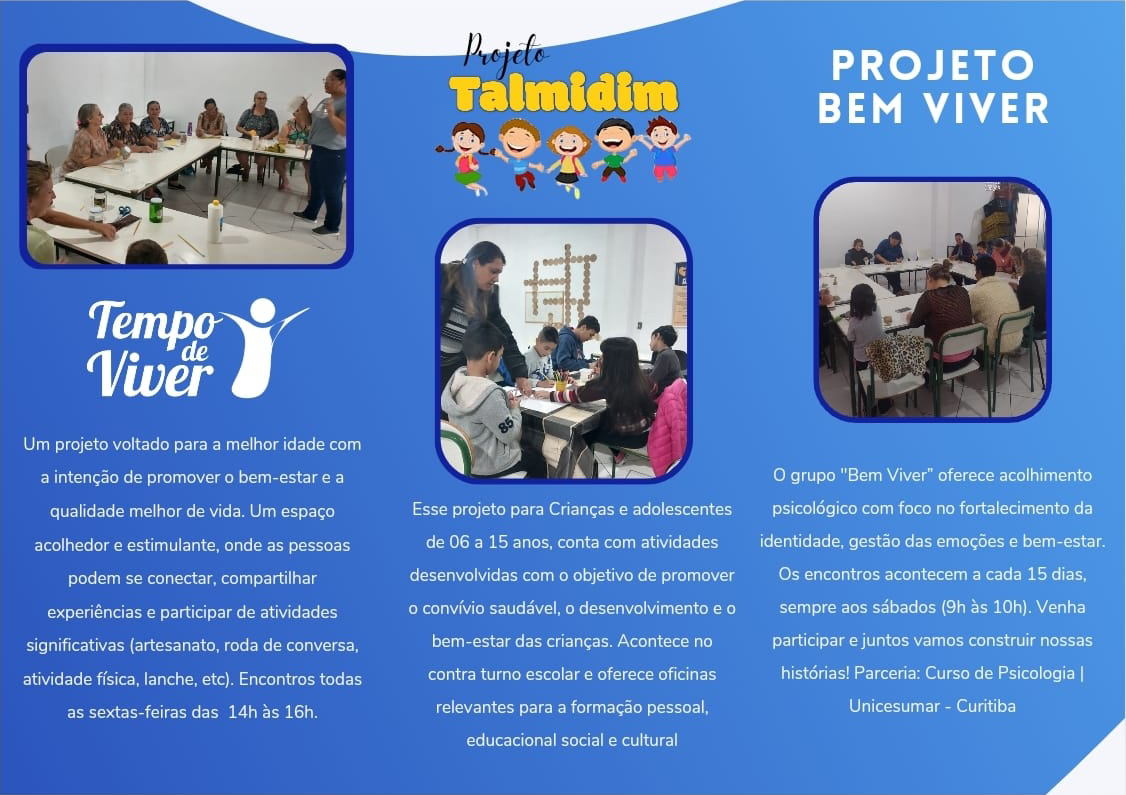 Tempo
de
Viver
Um projeto voltado para a melhor idade com
a intenção de promover o bem-estar e a
qualidade melhor de vida. Um espaço
acolhedor e estimulante, onde as pessoas
podem se conectar, compartilhar
experiências e participar de atividades
significativas (artesanato, roda de conversa,
atividade física, lanche, etc). Encontros todas
as sextas-feiras das  14h às 16h.
Projeto
Talmidim
85
Esse projeto para Crianças e adolescentes
de 06 a 15 anos, conta com atividades
desenvolvidas com o objetivo de promover
o convívio saudável, o desenvolvimento e o
bem-estar das crianças. Acontece no
contra turno escolar e oferece oficinas
relevantes para a formação pessoal,
educacional social e cultural
PROJETO
BEM VIVER
O grupo "Bem Viver” oferece acolhimento
psicológico com foco no fortalecimento da
identidade, gestão das emoções e bem-estar.
Os encontros acontecem a cada 15 dias,
sempre aos sábados (9h às 10h). Venha
participar e juntos vamos construir nossas
histórias! Parceria: Curso de Psicologia |
Unicesumar - Curitiba